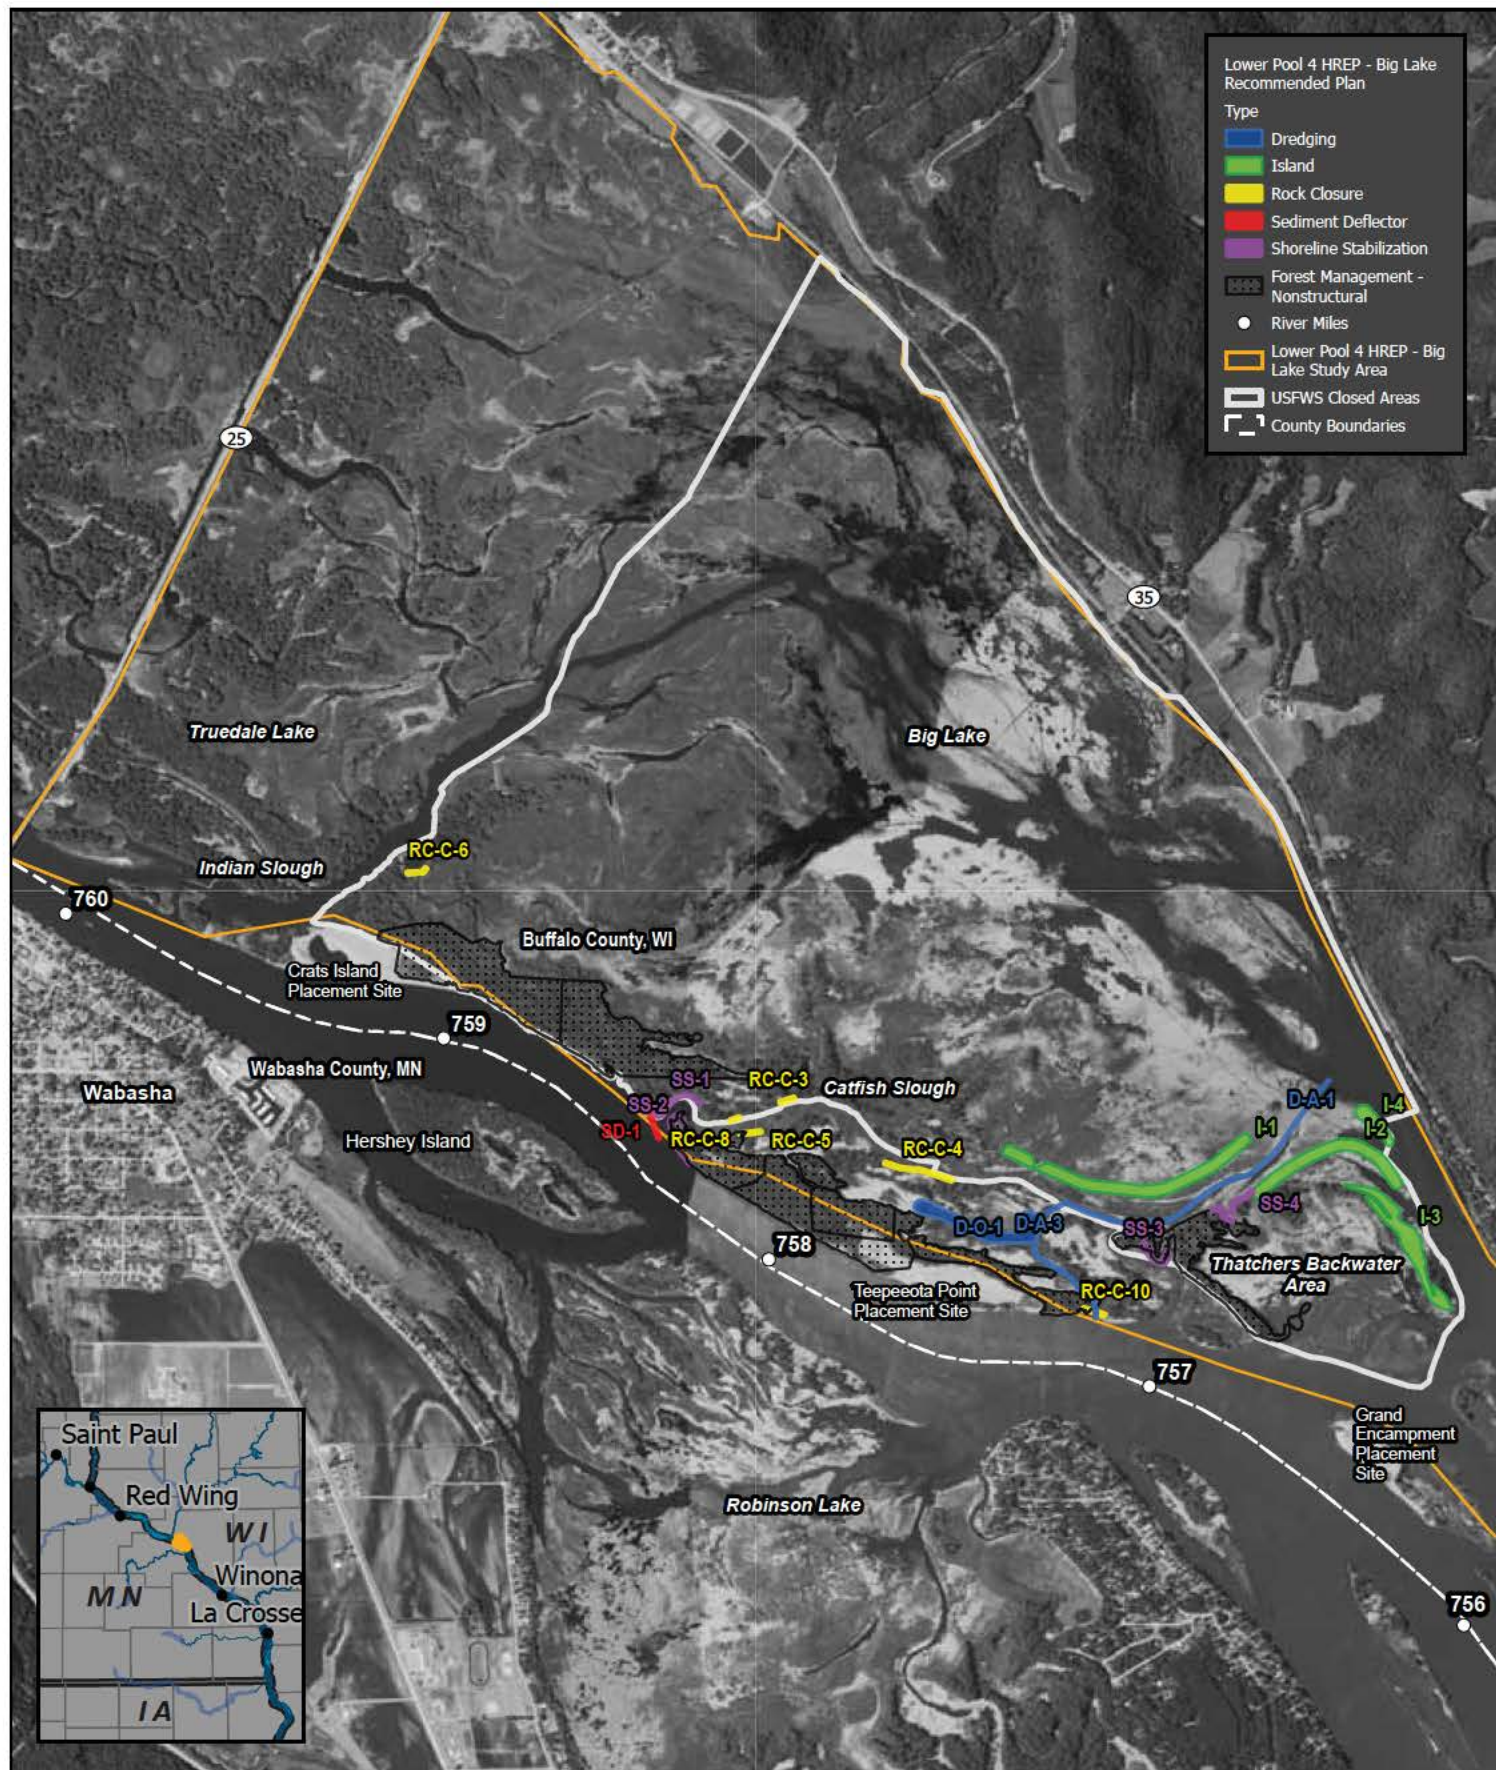 Lower Pool 4 HREP - Big Lake
Recommended Plan
Type
Dredging
Island
Rock Closure
Sediment Deflector
Shoreline Stabilization
Forest Management -
Nonstructural
River Miles
Lower Pool 4 HREP - Big
Lake Study Area
USFWS Closed Areas
County Boundaries
25
35
Truedale Lake
Big Lake
RC-C-6
Indian Slough
760
Buffalo County, WI
Crats Island
Placement Site
759
Wabasha County, MN
Wabasha
SS-1
RC-C-3
Catfish Slough
SS-2
D-A-1
I-4
SD-1
RC-C-8
RC-C-5
I-1
I-2
Hershey Island
RC-C-4
SS-4
I-3
D-O-1
D-A-3
SS-3
758
Thatchers Backwater
Area
Teepeeota Point
Placement Site
RC-C-10
757
Grand
Encampment
Placement
Site
Saint Paul
Red Wing
WI
Winona
MN
La Crosse
IA
Robinson Lake
756